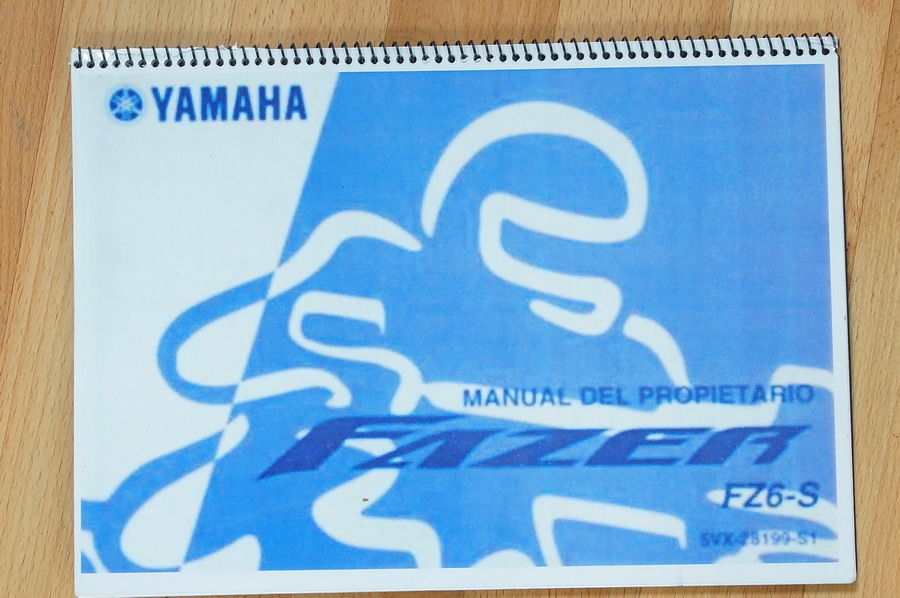 YAMAHA
MANUAL DEL PROPIETARIO
FAZER
FZ6-S
5VX-28199-S1